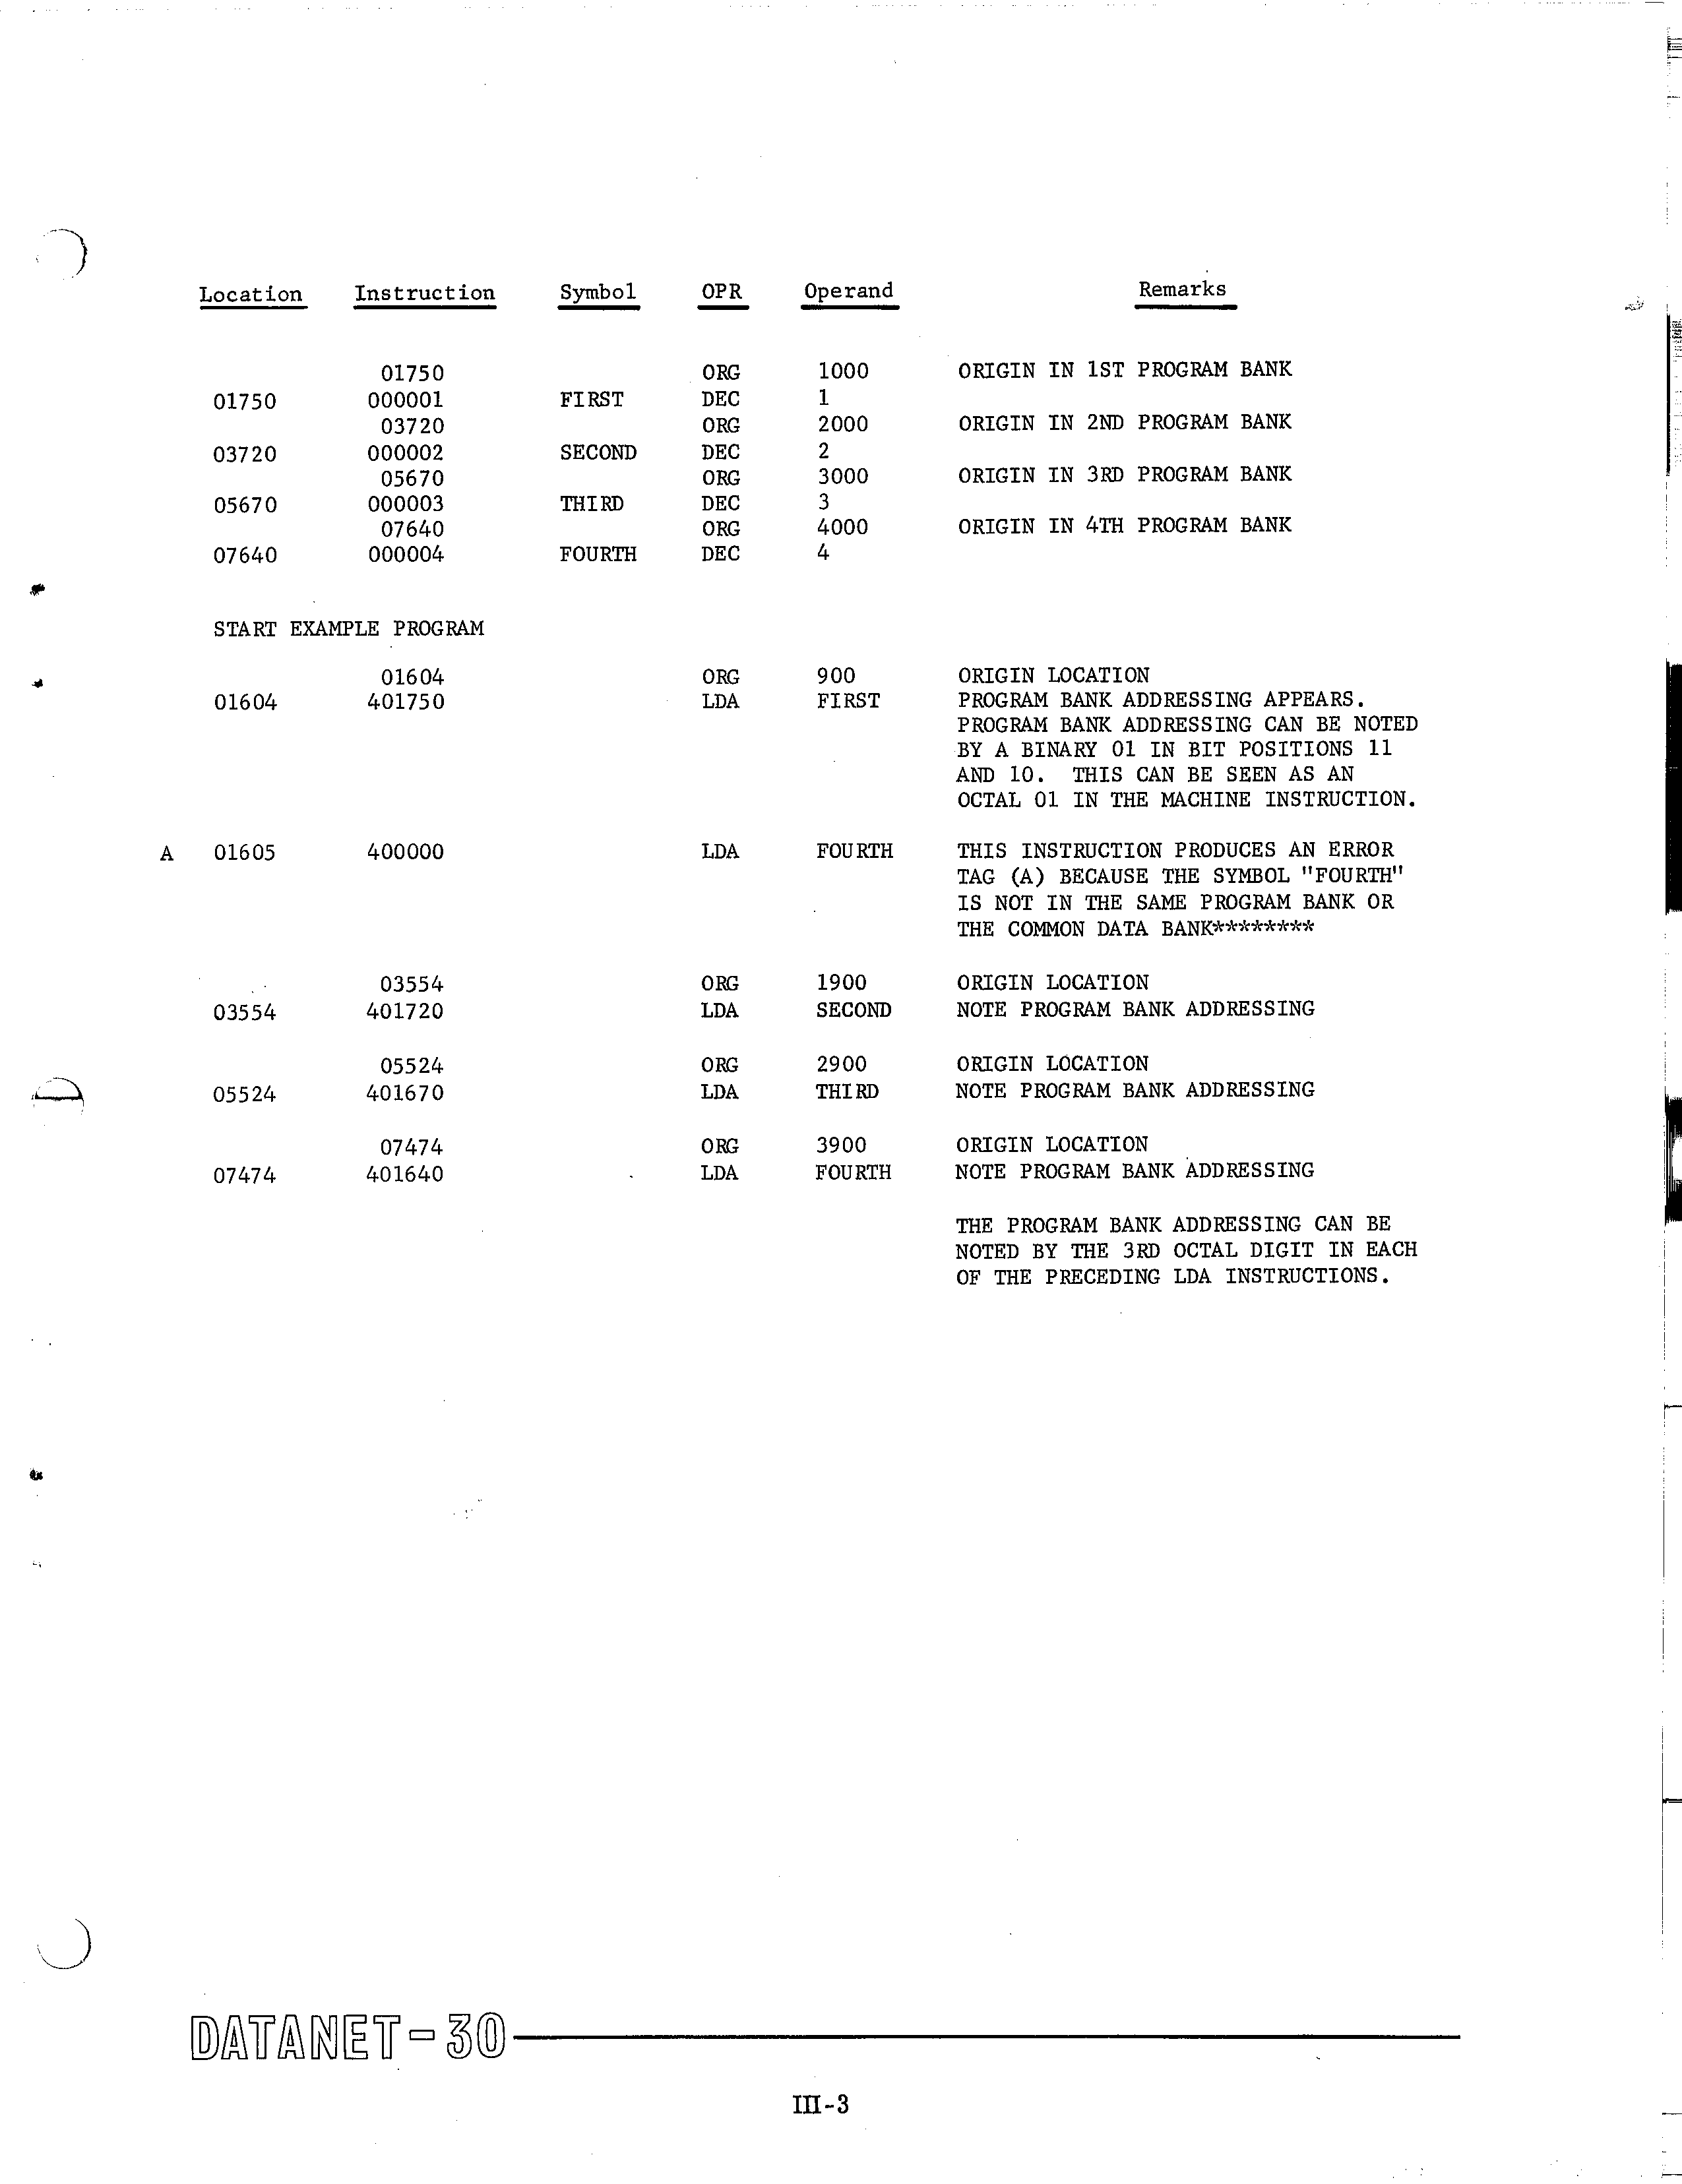 Location Instruction Symbol OPR Operand Remarks
01750 ORG 1000 ORIGIN IN 1ST PROGRAM BANK
01750 000001 FIRST DEC 1
03720 ORG 2000 ORIGIN IN 2ND PROGRAM BANK
03720 000002 SECOND DEC 2
05670 ORG 3000 ORIGIN IN 3RD PROGRAM BANK
05670 000003 THIRD DEC 3
07640 ORG 4000 ORIGIN IN 4TH PROGRAM BANK
07640 000004 FOURTH DEC 4
START EXAMPLE PROGRAM
01604 ORG 900 ORIGIN LOCATION
01604 401750 LDA FIRST PROGRAM BANK ADDRESSING APPEARS.
PROGRAM BANK ADDRESSING CAN BE NOTED
BY A BINARY 01 IN BIT POSITIONS 11
AND 10. THIS CAN BE SEEN AS AN
OCTAL 01 IN THE MACHINE INSTRUCTION.
A 01605 400000 LDA FOURTH THIS INSTRUCTION PRODUCES AN ERROR
TAG (A) BECAUSE THE SYMBOL "FOURTH"
IS NOT IN THE SAME PROGRAM BANK OR
THE COMMON DATA BANK********
03554 ORG 1900 ORIGIN LOCATION
03554 401720 LDA SECOND NOTE PROGRAM BANK ADDRESSING
05524 ORG 2900 ORIGIN LOCATION
05524 401670 LDA THIRD NOTE PROGRAM BANK ADDRESSING
07474 ORG 3900 ORIGIN LOCATION
07474 401640 LDA FOURTH NOTE PROGRAM BANK ADDRESSING
THE PROGRAM BANK ADDRESSING CAN BE
NOTED BY THE 3RD OCTAL DIGIT IN EACH
OF THE PRECEDING LDA INSTRUCTIONS.
DATANET-30
III-3